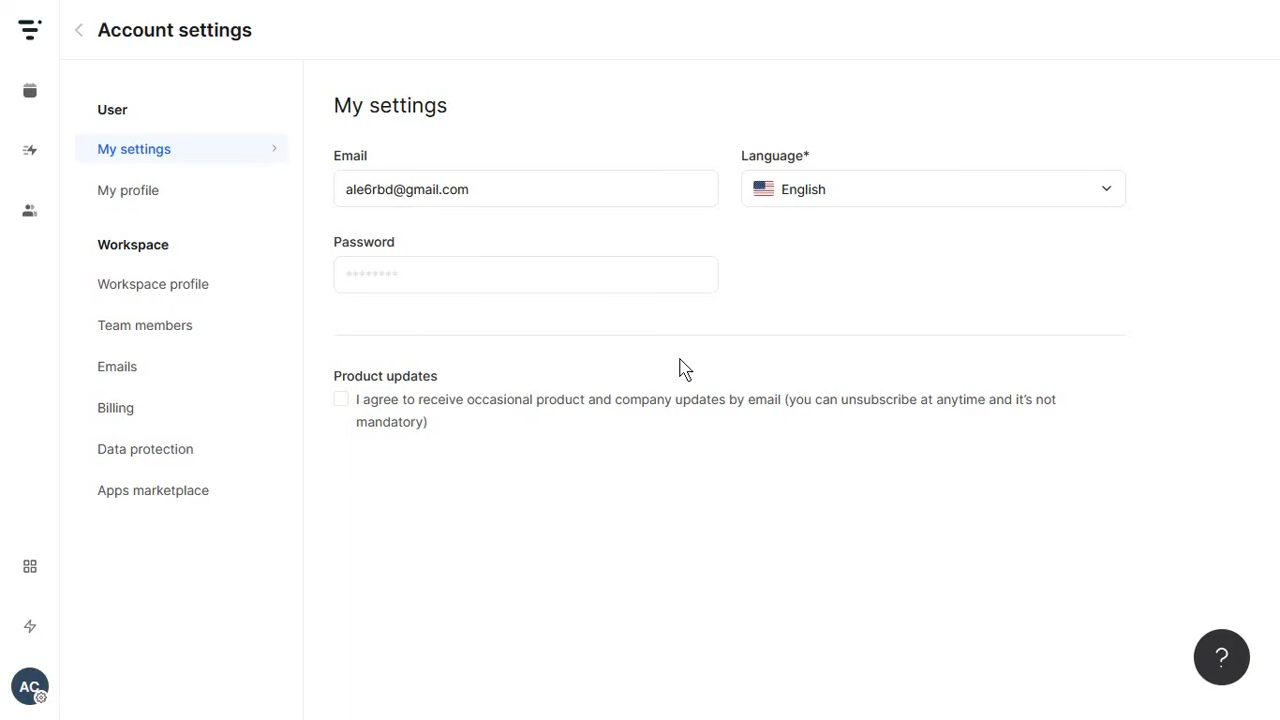 Account settings
User
My settings
My profile
Workspace
Workspace profile
Team members
Emails
Billing
Data protection
Apps marketplace
AC
My settings
Email
ale6rbd@gmail.com
Language*
English
Password
********
Product updates
I agree to receive occasional product and company updates by email (you can unsubscribe at anytime and it’s not
mandatory)
?